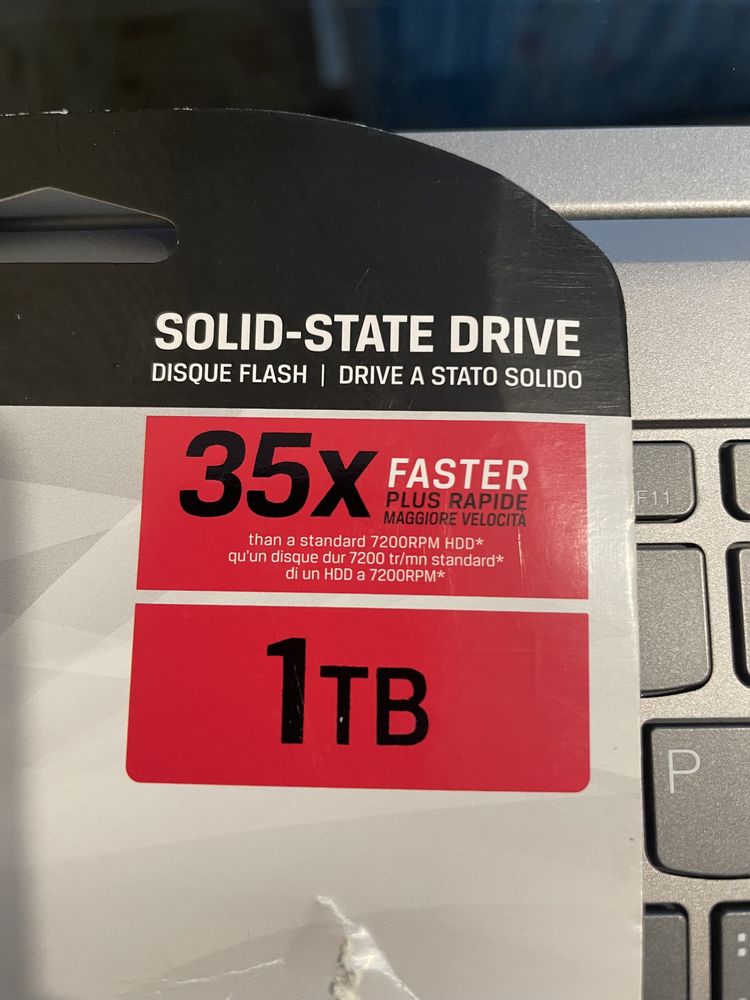 SOLID-STATE DRIVE
DISQUE FLASH | DRIVE A STATO SOLIDO
35x FASTER
PLUS RAPIDE
MAGGIORE VELOCITÀ
than a standard 7200RPM HDD*
qu'un disque dur 7200 tr/mn standard*
di un HDD a 7200RPM*
1TB
F11
P